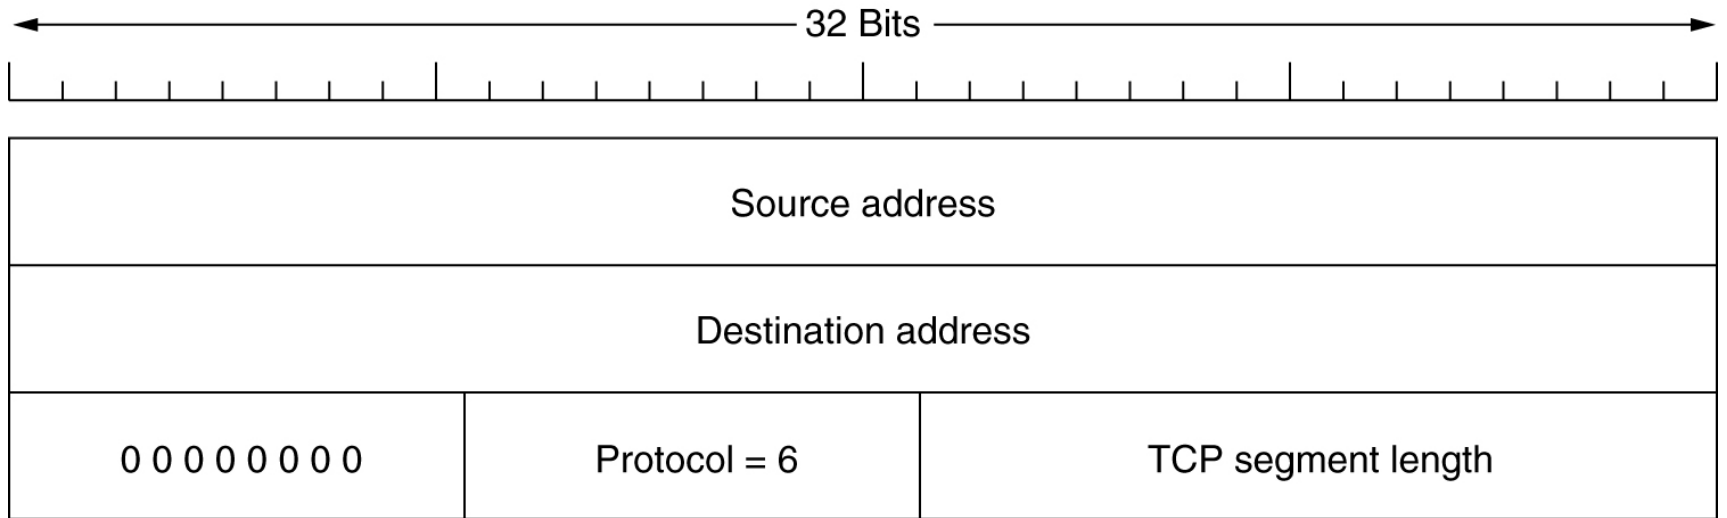 32 Bits
Source address
Destination address
0 0 0 0 0 0 0 0 Protocol = 6 TCP segment length